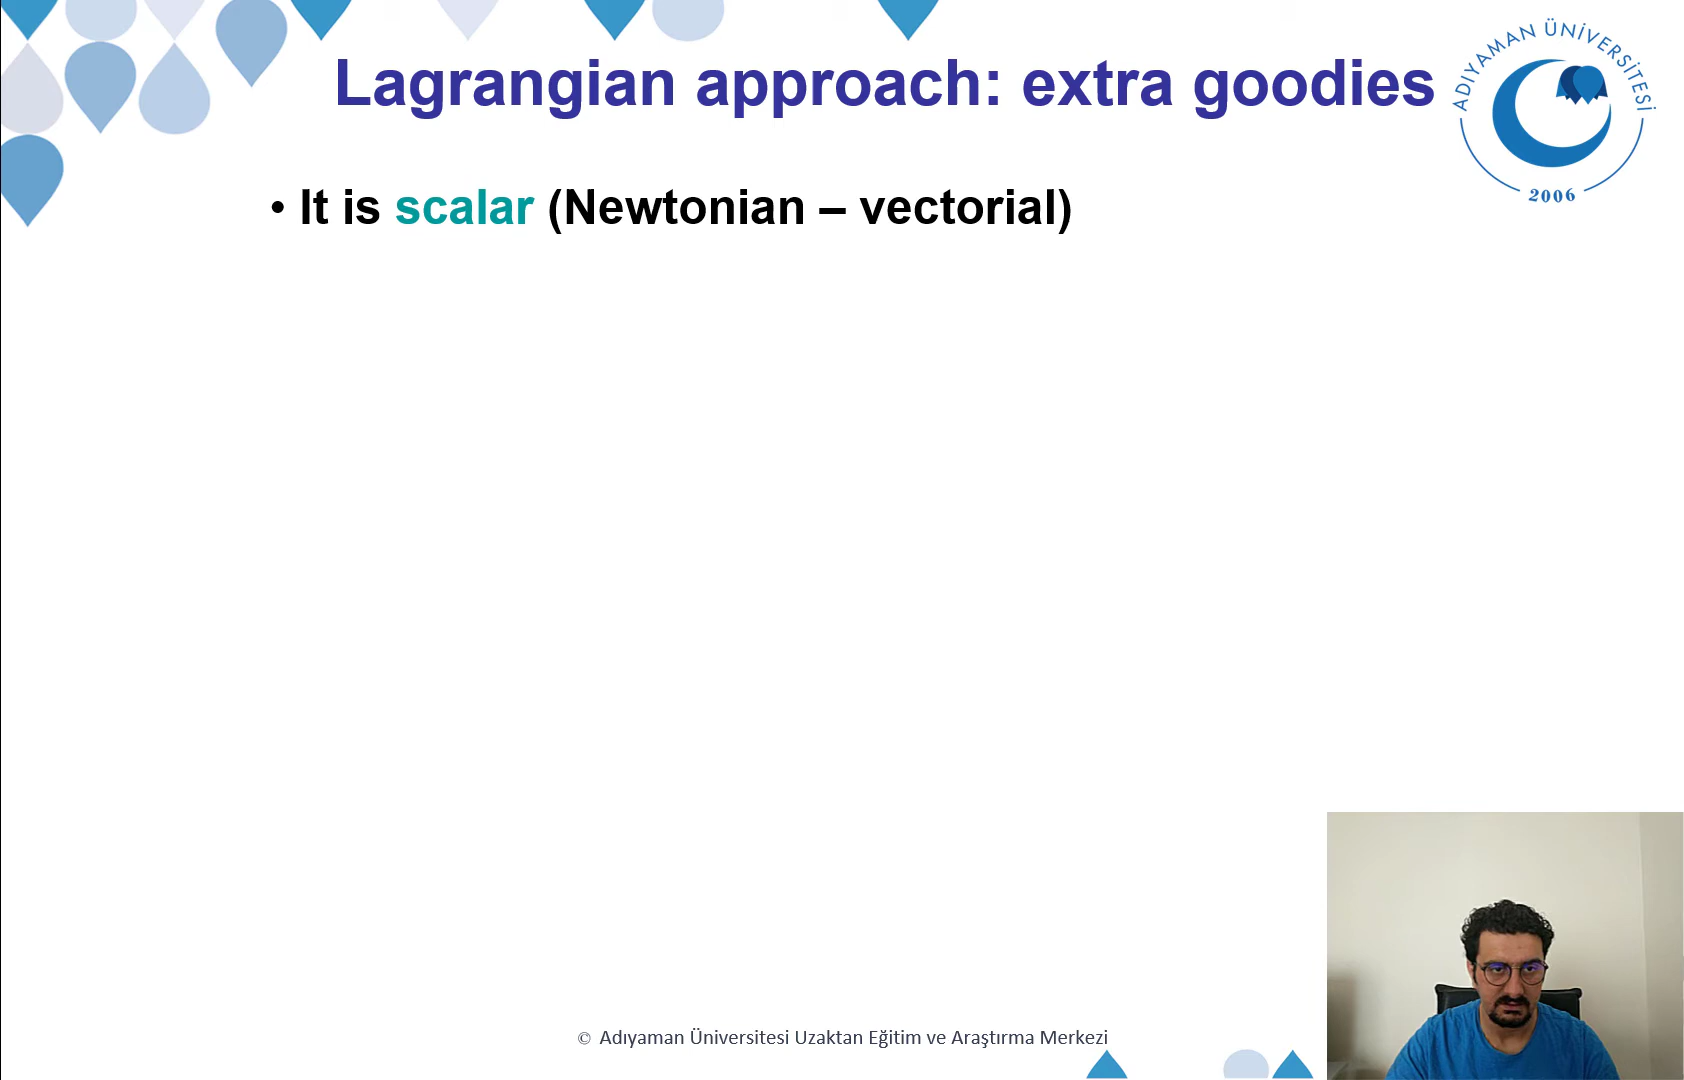 Lagrangian approach: extra goodies
ADIYAMAN ÜNİVERSİTESİ
2006
• It is scalar (Newtonian – vectorial)
© Adıyaman Üniversitesi Uzaktan Eğitim ve Araştırma Merkezi